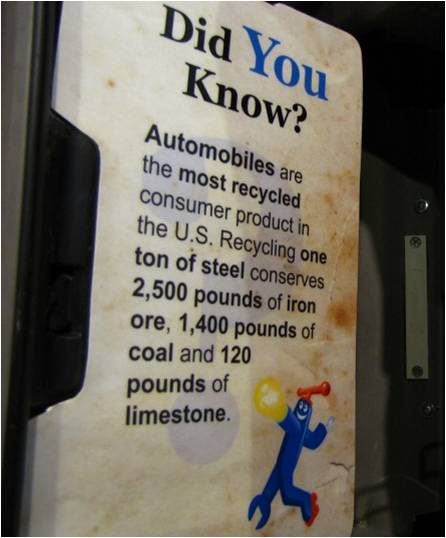 Did You
Know?
Automobiles are
the most recycled
consumer product in
the U.S. Recycling one
ton of steel conserves
2,500 pounds of iron
ore, 1,400 pounds of
coal and 120
pounds of
limestone.